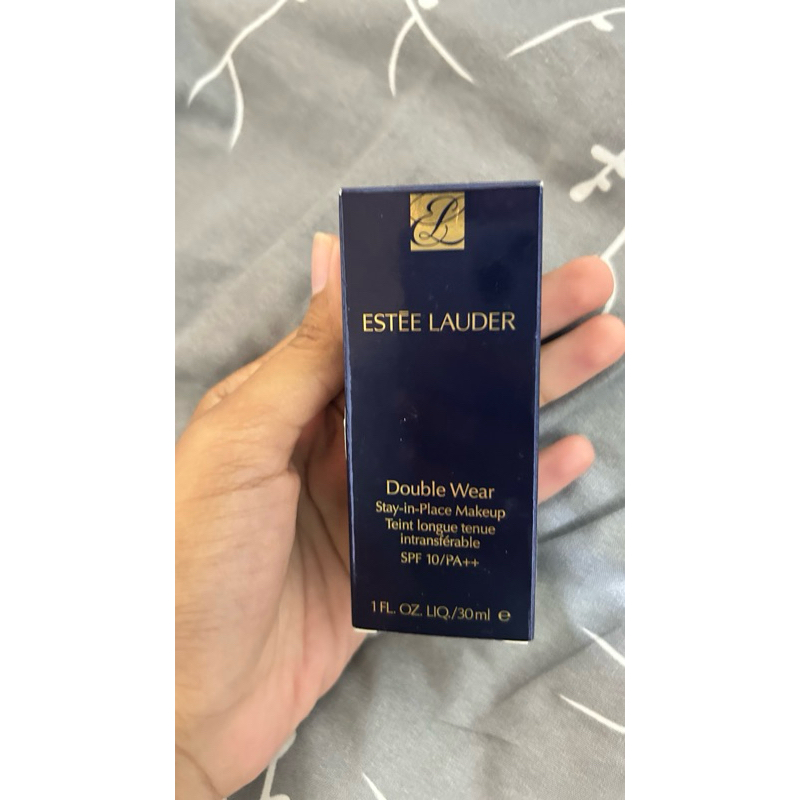 EL
ESTĒE LAUDER
Double Wear
Stay-in-Place Makeup
Teint longue tenue
intransférable
SPF 10/PA++
1 FL. OZ. LIQ./30 ml ℮